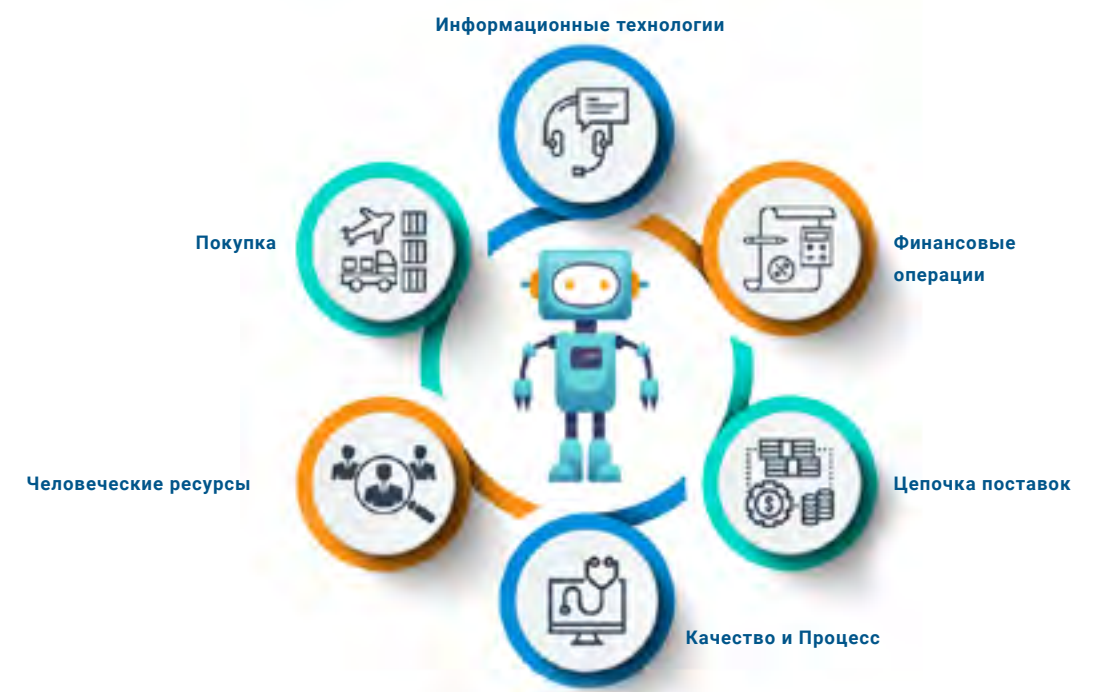 Информационные технологии
Покупка
Финансовые
операции
Человеческие ресурсы
Цепочка поставок
Качество и Процесс